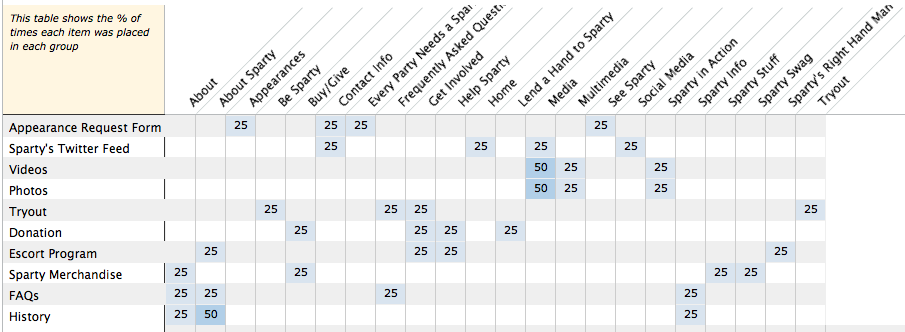 This table shows the % of
times each item was placed
in each group
About
About Sparty
Appearances
Be Sparty
Buy/Give
Contact Info
Every Party Needs a Spar
Frequently Asked Questi
Get Involved
Help Sparty
Home
Lend a Hand to Sparty
Media
Multimedia
See Sparty
Social Media
Sparty in Action
Sparty Info
Sparty Stuff
Sparty Swag
Sparty's Right Hand Man
Tryout
Appearance Request Form 25 25 25 25
Sparty's Twitter Feed 25 25 25 25
Videos 50 25 25
Photos 50 25 25
Tryout 25 25 25 25
Donation 25 25 25 25
Escort Program 25 25 25 25
Sparty Merchandise 25 25 25 25
FAQs 25 25 25 25
History 25 50 25